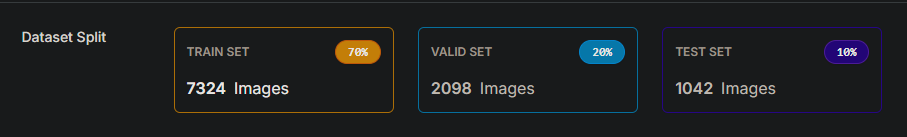 Dataset Split
TRAIN SET 70%
7324 Images
VALID SET 20%
2098 Images
TEST SET 10%
1042 Images